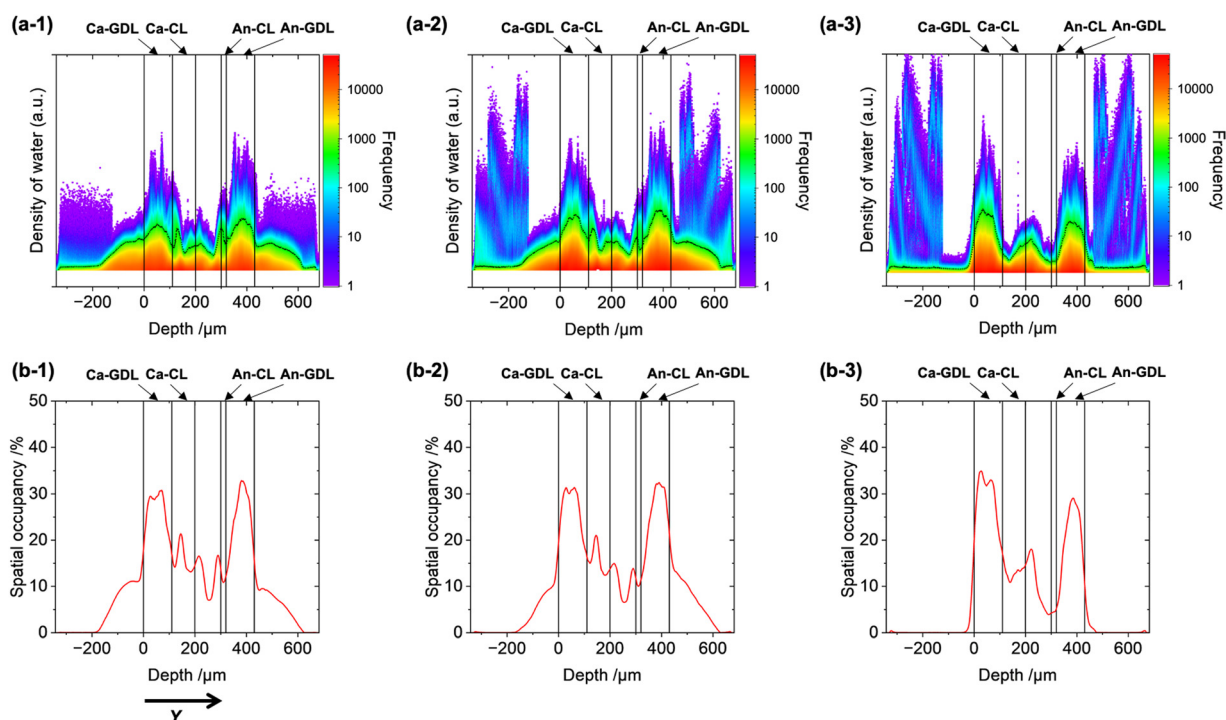 (a-1)
Ca-GDL Ca-CL An-CL An-GDL
Density of water (a.u.)
10000
1000
100
10
1
Frequency
−200 0 200 400 600
Depth /μm
(a-2)
Ca-GDL Ca-CL An-CL An-GDL
Density of water (a.u.)
10000
1000
100
10
1
Frequency
−200 0 200 400 600
Depth /μm
(a-3)
Ca-GDL Ca-CL An-CL An-GDL
Density of water (a.u.)
10000
1000
100
10
1
Frequency
−200 0 200 400 600
Depth /μm
(b-1)
Ca-GDL Ca-CL An-CL An-GDL
Spatial occupancy /%
50
40
30
20
10
0
−200 0 200 400 600
Depth /μm
Y
(b-2)
Ca-GDL Ca-CL An-CL An-GDL
Spatial occupancy /%
50
40
30
20
10
0
−200 0 200 400 600
Depth /μm
(b-3)
Ca-GDL Ca-CL An-CL An-GDL
Spatial occupancy /%
50
40
30
20
10
0
−200 0 200 400 600
Depth /μm